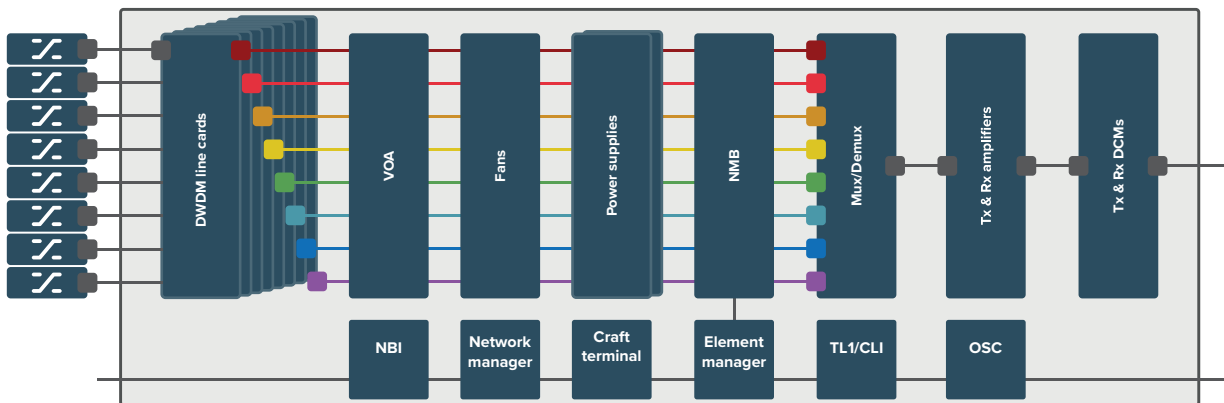 DWDM line cards
VOA
Fans
Power supplies
NMB
Mux/Demux
Tx & Rx amplifiers
Tx & Rx DCMs
NBI
Network
manager
Craft
terminal
Element
manager
TL1/CLI
OSC